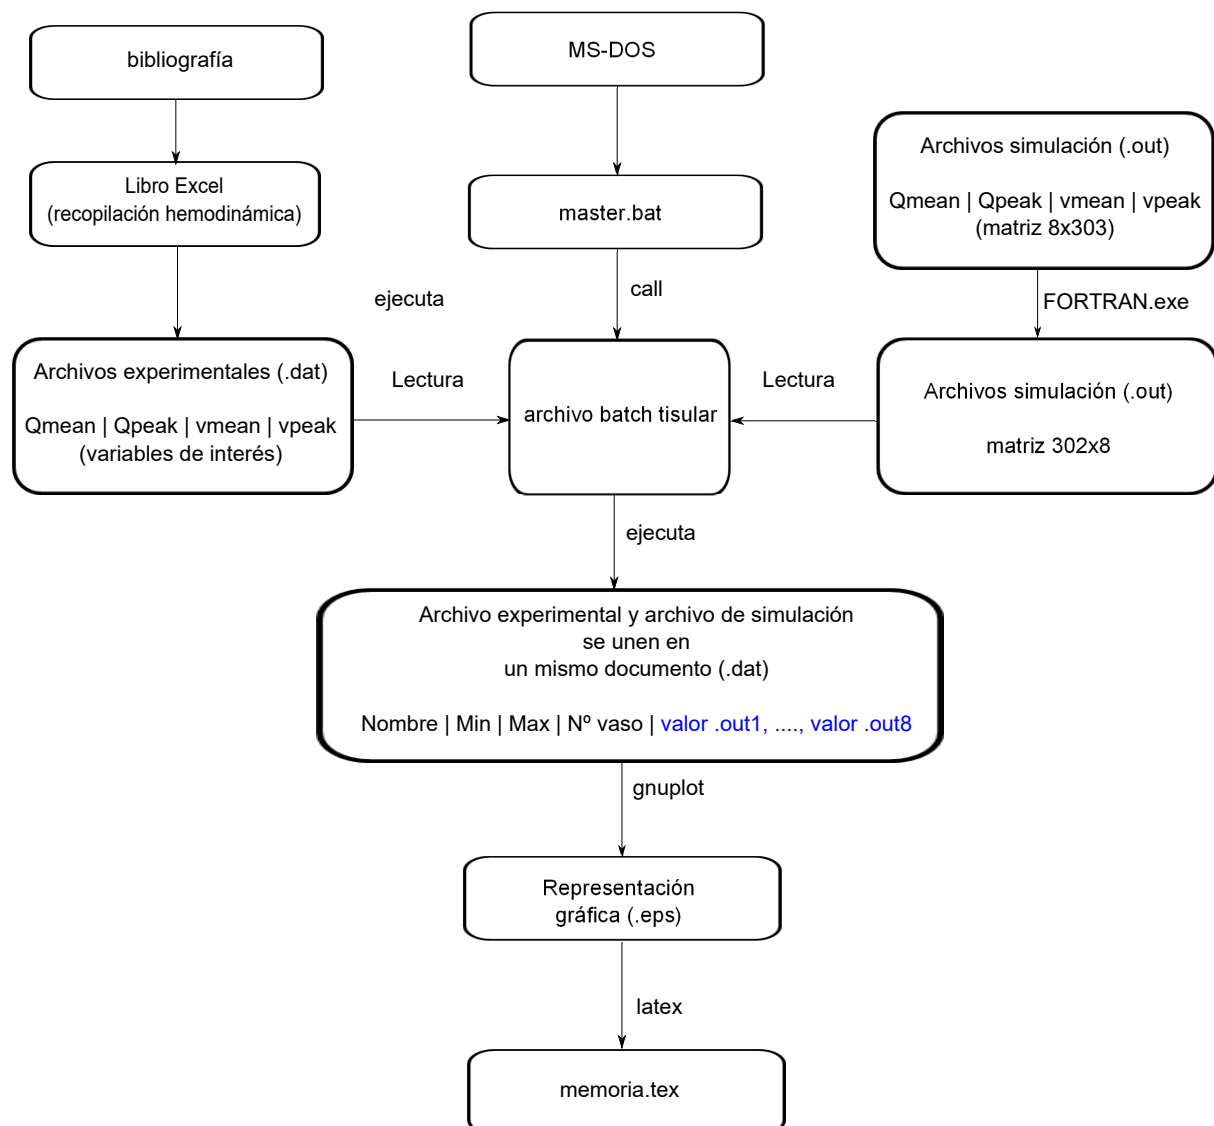 bibliografía
MS-DOS
Archivos simulación (.out)
Qmean | Qpeak | vmean | vpeak
(matriz 8x303)
Libro Excel
(recopilación hemodinámica)
master.bat
ejecuta
call
FORTRAN.exe
Archivos experimentales (.dat)
Qmean | Qpeak | vmean | vpeak
(variables de interés)
Lectura
archivo batch tisular
Lectura
Archivos simulación (.out)
matriz 302x8
ejecuta
Archivo experimental y archivo de simulación
se unen en
un mismo documento (.dat)
Nombre | Min | Max | Nº vaso | valor .out1, ...., valor .out8
gnuplot
Representación
gráfica (.eps)
latex
memoria.tex